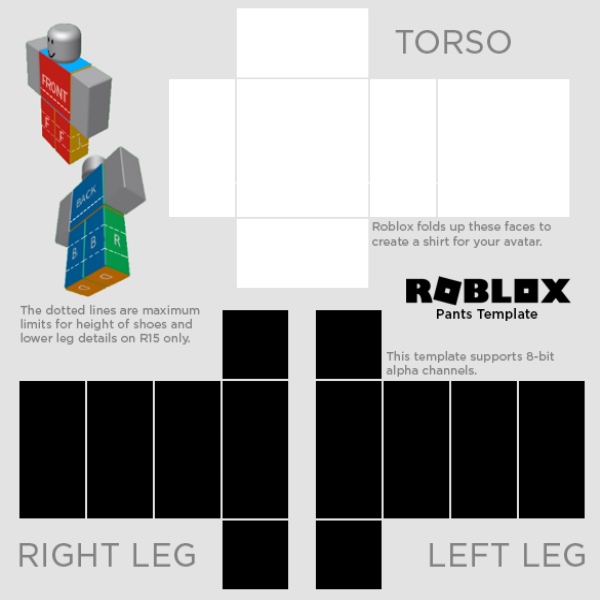 TORSO
FRONT
F F L
BACK
B B R
O O
Roblox folds up these faces to
create a shirt for your avatar.
ROBLOX
Pants Template
The dotted lines are maximum
limits for height of shoes and
lower leg details on R15 only.
This template supports 8-bit
alpha channels.
RIGHT LEG
LEFT LEG